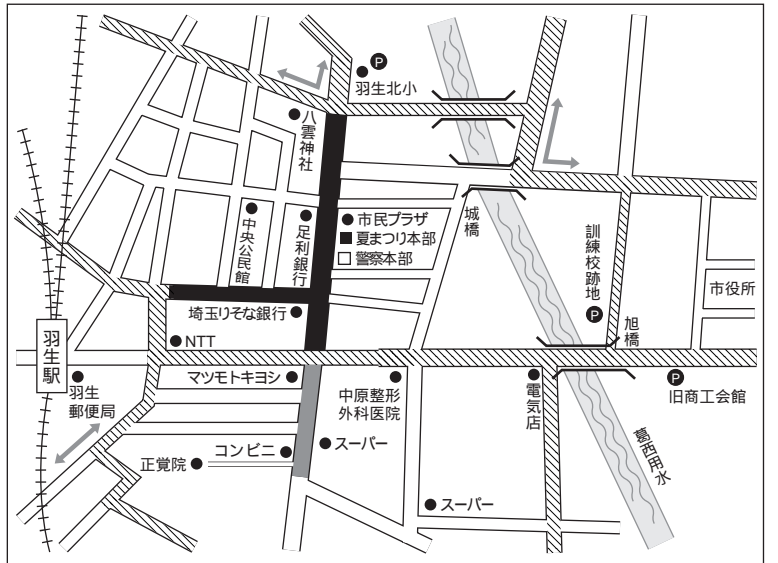 P
羽生北小
八雲神社
市民プラザ
夏まつり本部
警察本部
中央公民館
足利銀行
城橋
訓練校跡地
P
市役所
埼玉りそな銀行
NTT
旭橋
羽生駅
羽生
郵便局
マツモトキヨシ
中原整形
外科医院
電気店
P
旧商工会館
コンビニ
正覚院
スーパー
スーパー
葛西用水